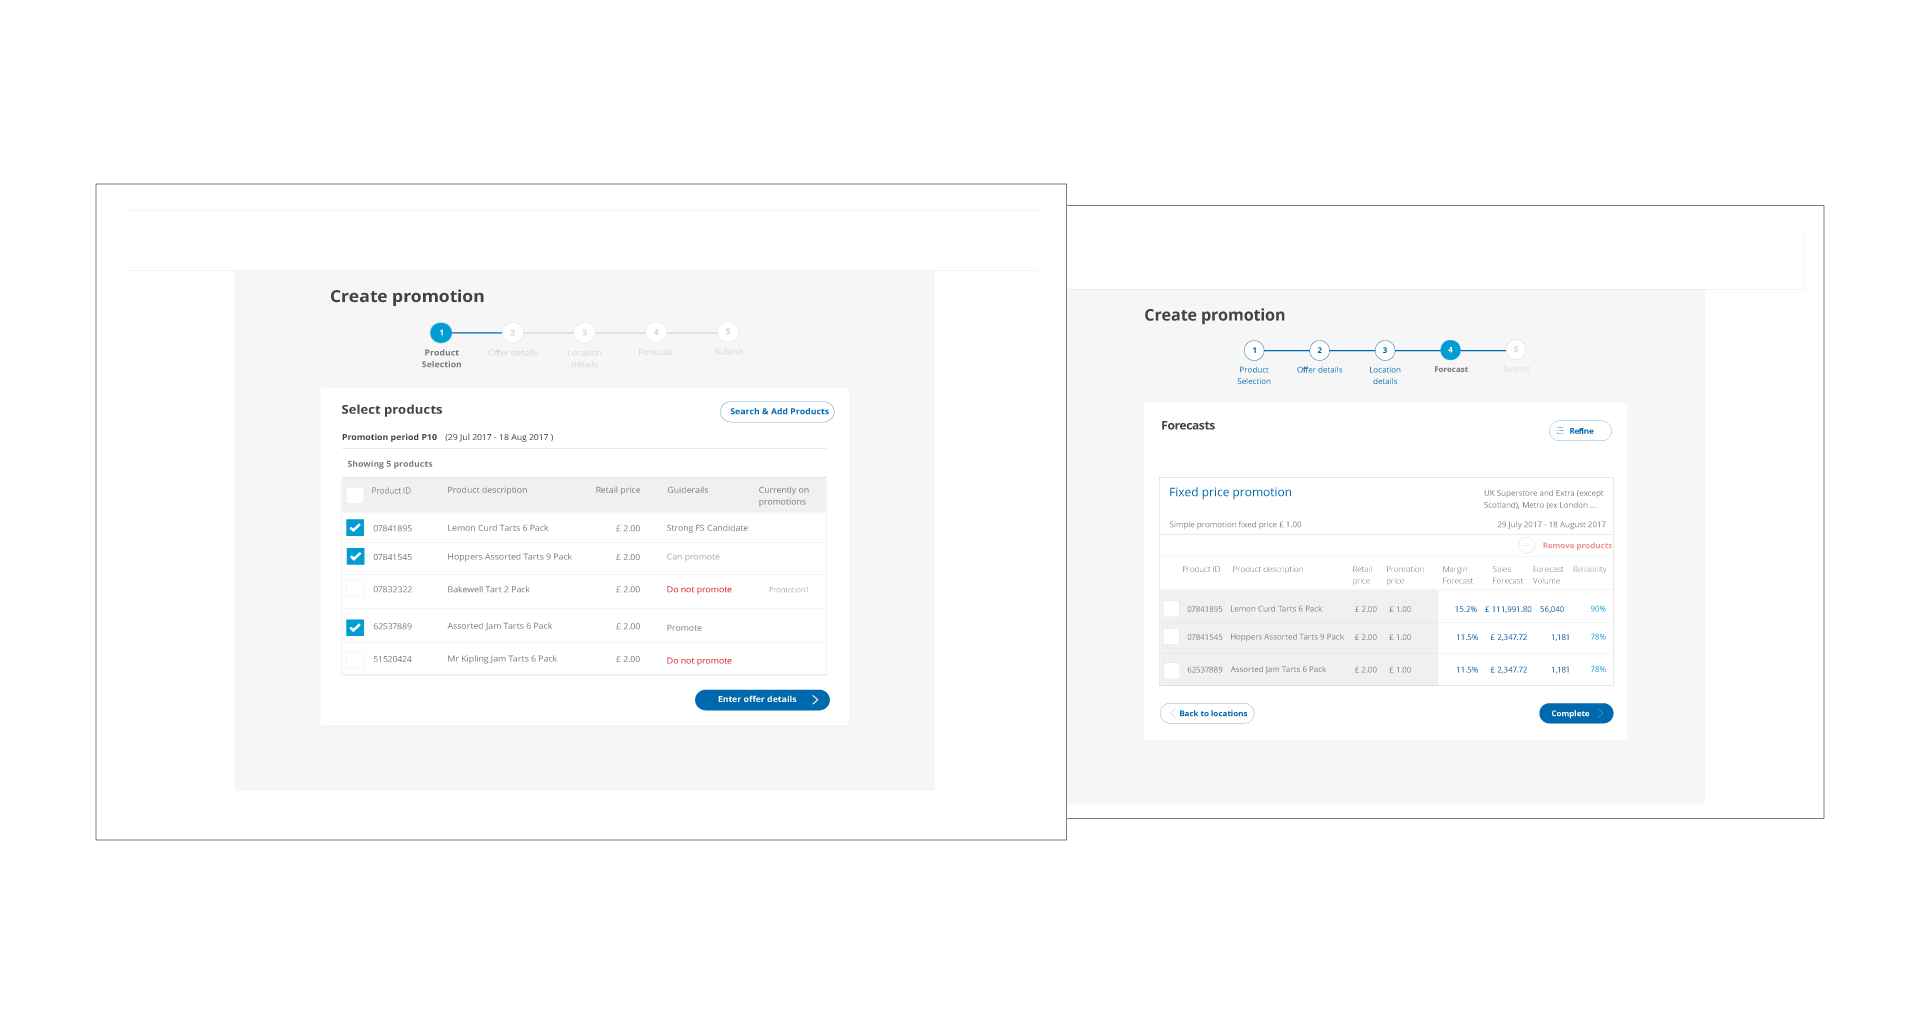 Create promotion
1 2 3 4 5
Product Selection Offer details Location details Forecast Submit
Select products
Search & Add Products
Promotion period P10 (29 Jul 2017 - 18 Aug 2017 )
Showing 5 products
Product ID Product description Retail price Guiderails Currently on promotions
07841895 Lemon Curd Tarts 6 Pack £ 2.00 Strong FS Candidate
07841545 Hoppers Assorted Tarts 9 Pack £ 2.00 Can promote
07832322 Bakewell Tart 2 Pack £ 2.00 Do not promote Promotion1
62537889 Assorted Jam Tarts 6 Pack £ 2.00 Promote
51520424 Mr Kipling Jam Tarts 6 Pack £ 2.00 Do not promote
Enter offer details
Create promotion
1 2 3 4 5
Product Selection Offer details Location details Forecast Submit
Forecasts
Refine
Fixed price promotion
UK Superstore and Extra (except
Scotland), Metro (ex London ...
Simple promotion fixed price £ 1.00 29 July 2017 - 18 August 2017
Remove products
Product ID Product description Retail price Promotion price Margin Forecast Sales Forecast Forecast Volume Reliability
07841895 Lemon Curd Tarts 6 Pack £ 2.00 £ 1.00 15.2% £ 111,991.80 56,040 90%
07841545 Hoppers Assorted Tarts 9 Pack £ 2.00 £ 1.00 11.5% £ 2,347.72 1,181 78%
62537889 Assorted Jam Tarts 6 Pack £ 2.00 £ 1.00 11.5% £ 2,347.72 1,181 78%
Back to locations
Complete